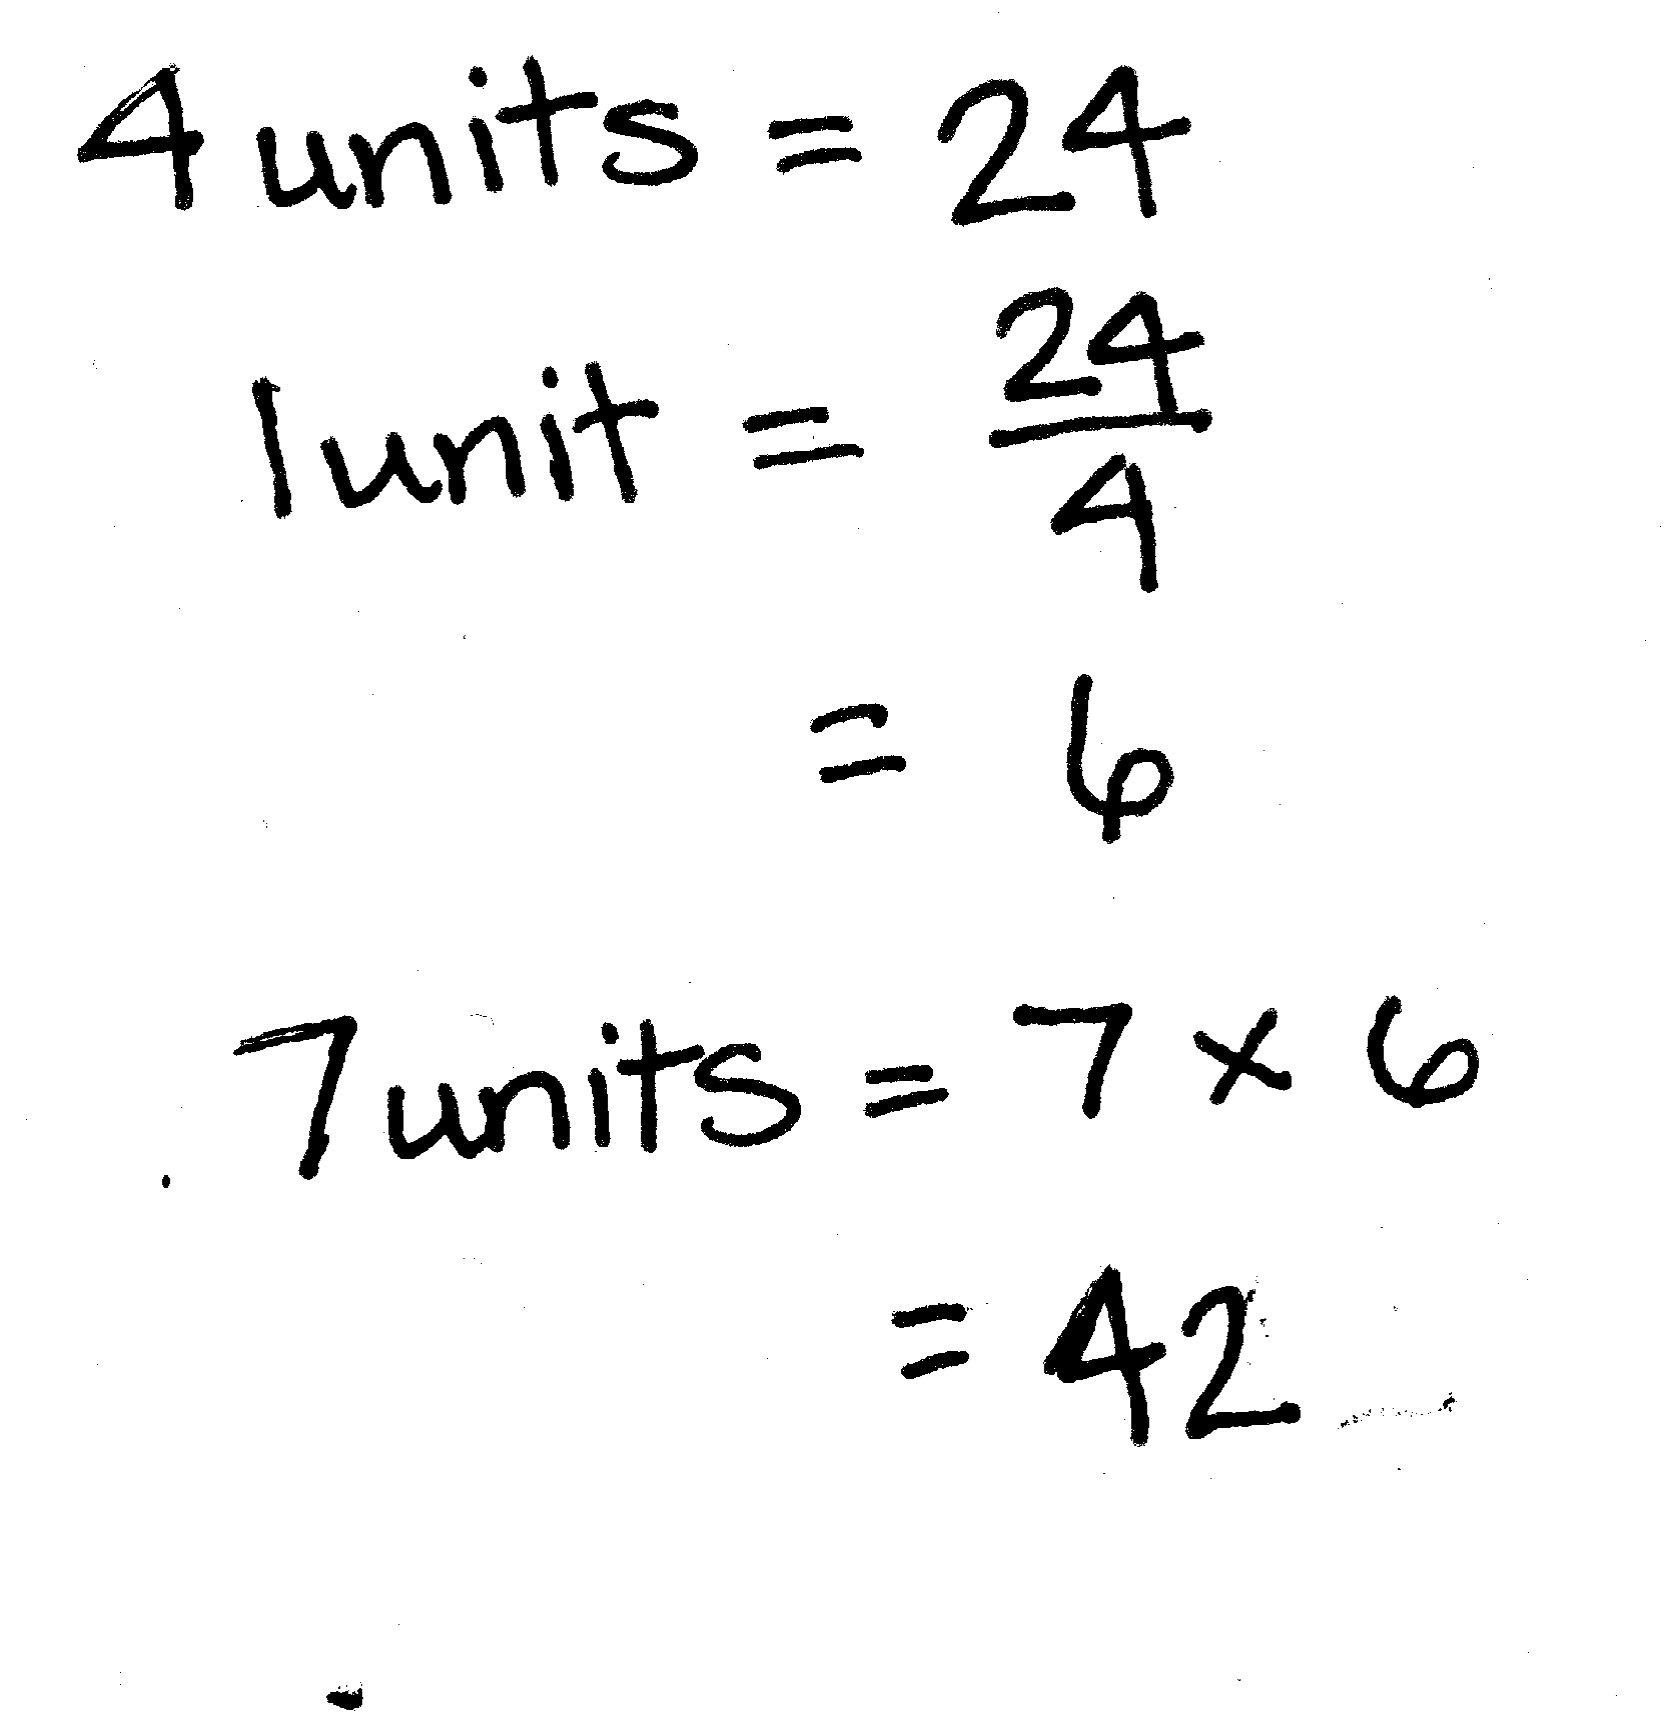 4 units = 24
1 unit = 24/4
= 6
7 units = 7 × 6
= 42